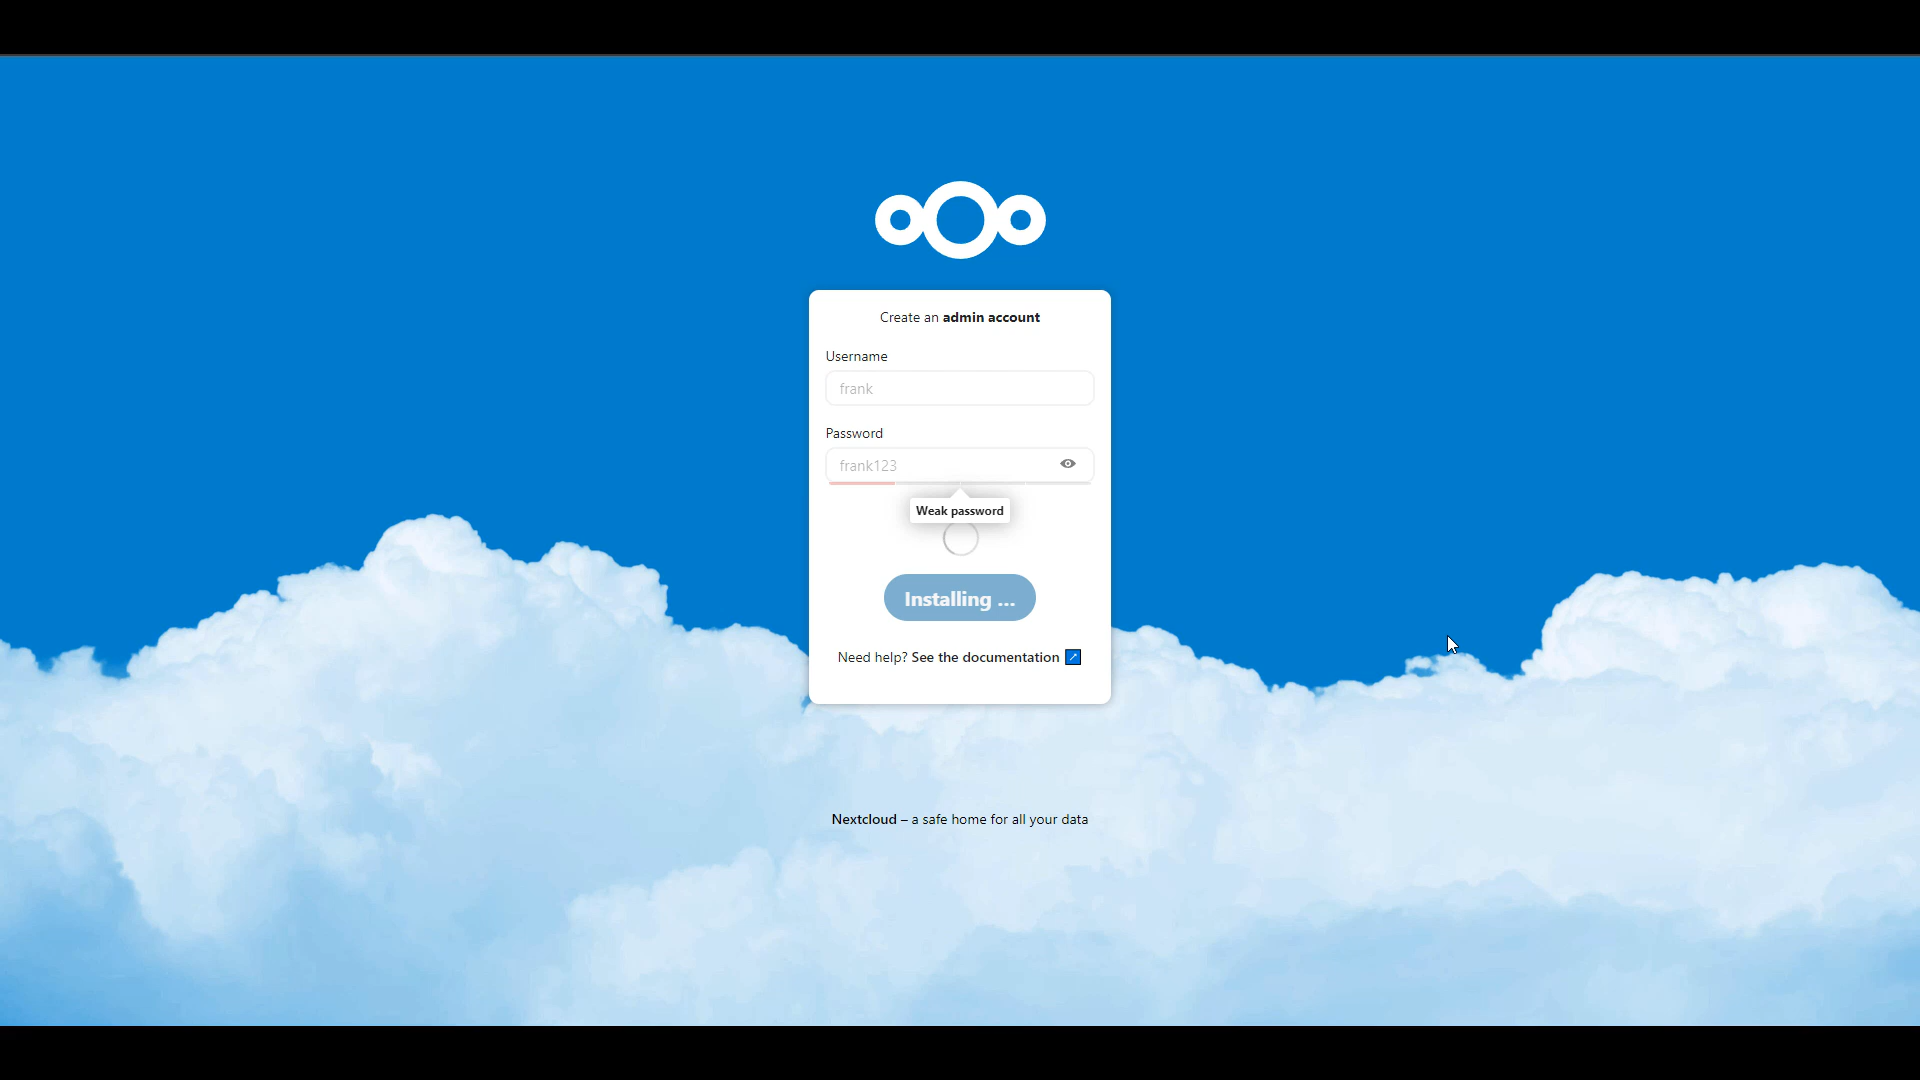 Create an admin account
Username
frank
Password
frank123
Weak password
Installing ...
Need help? See the documentation
Nextcloud – a safe home for all your data